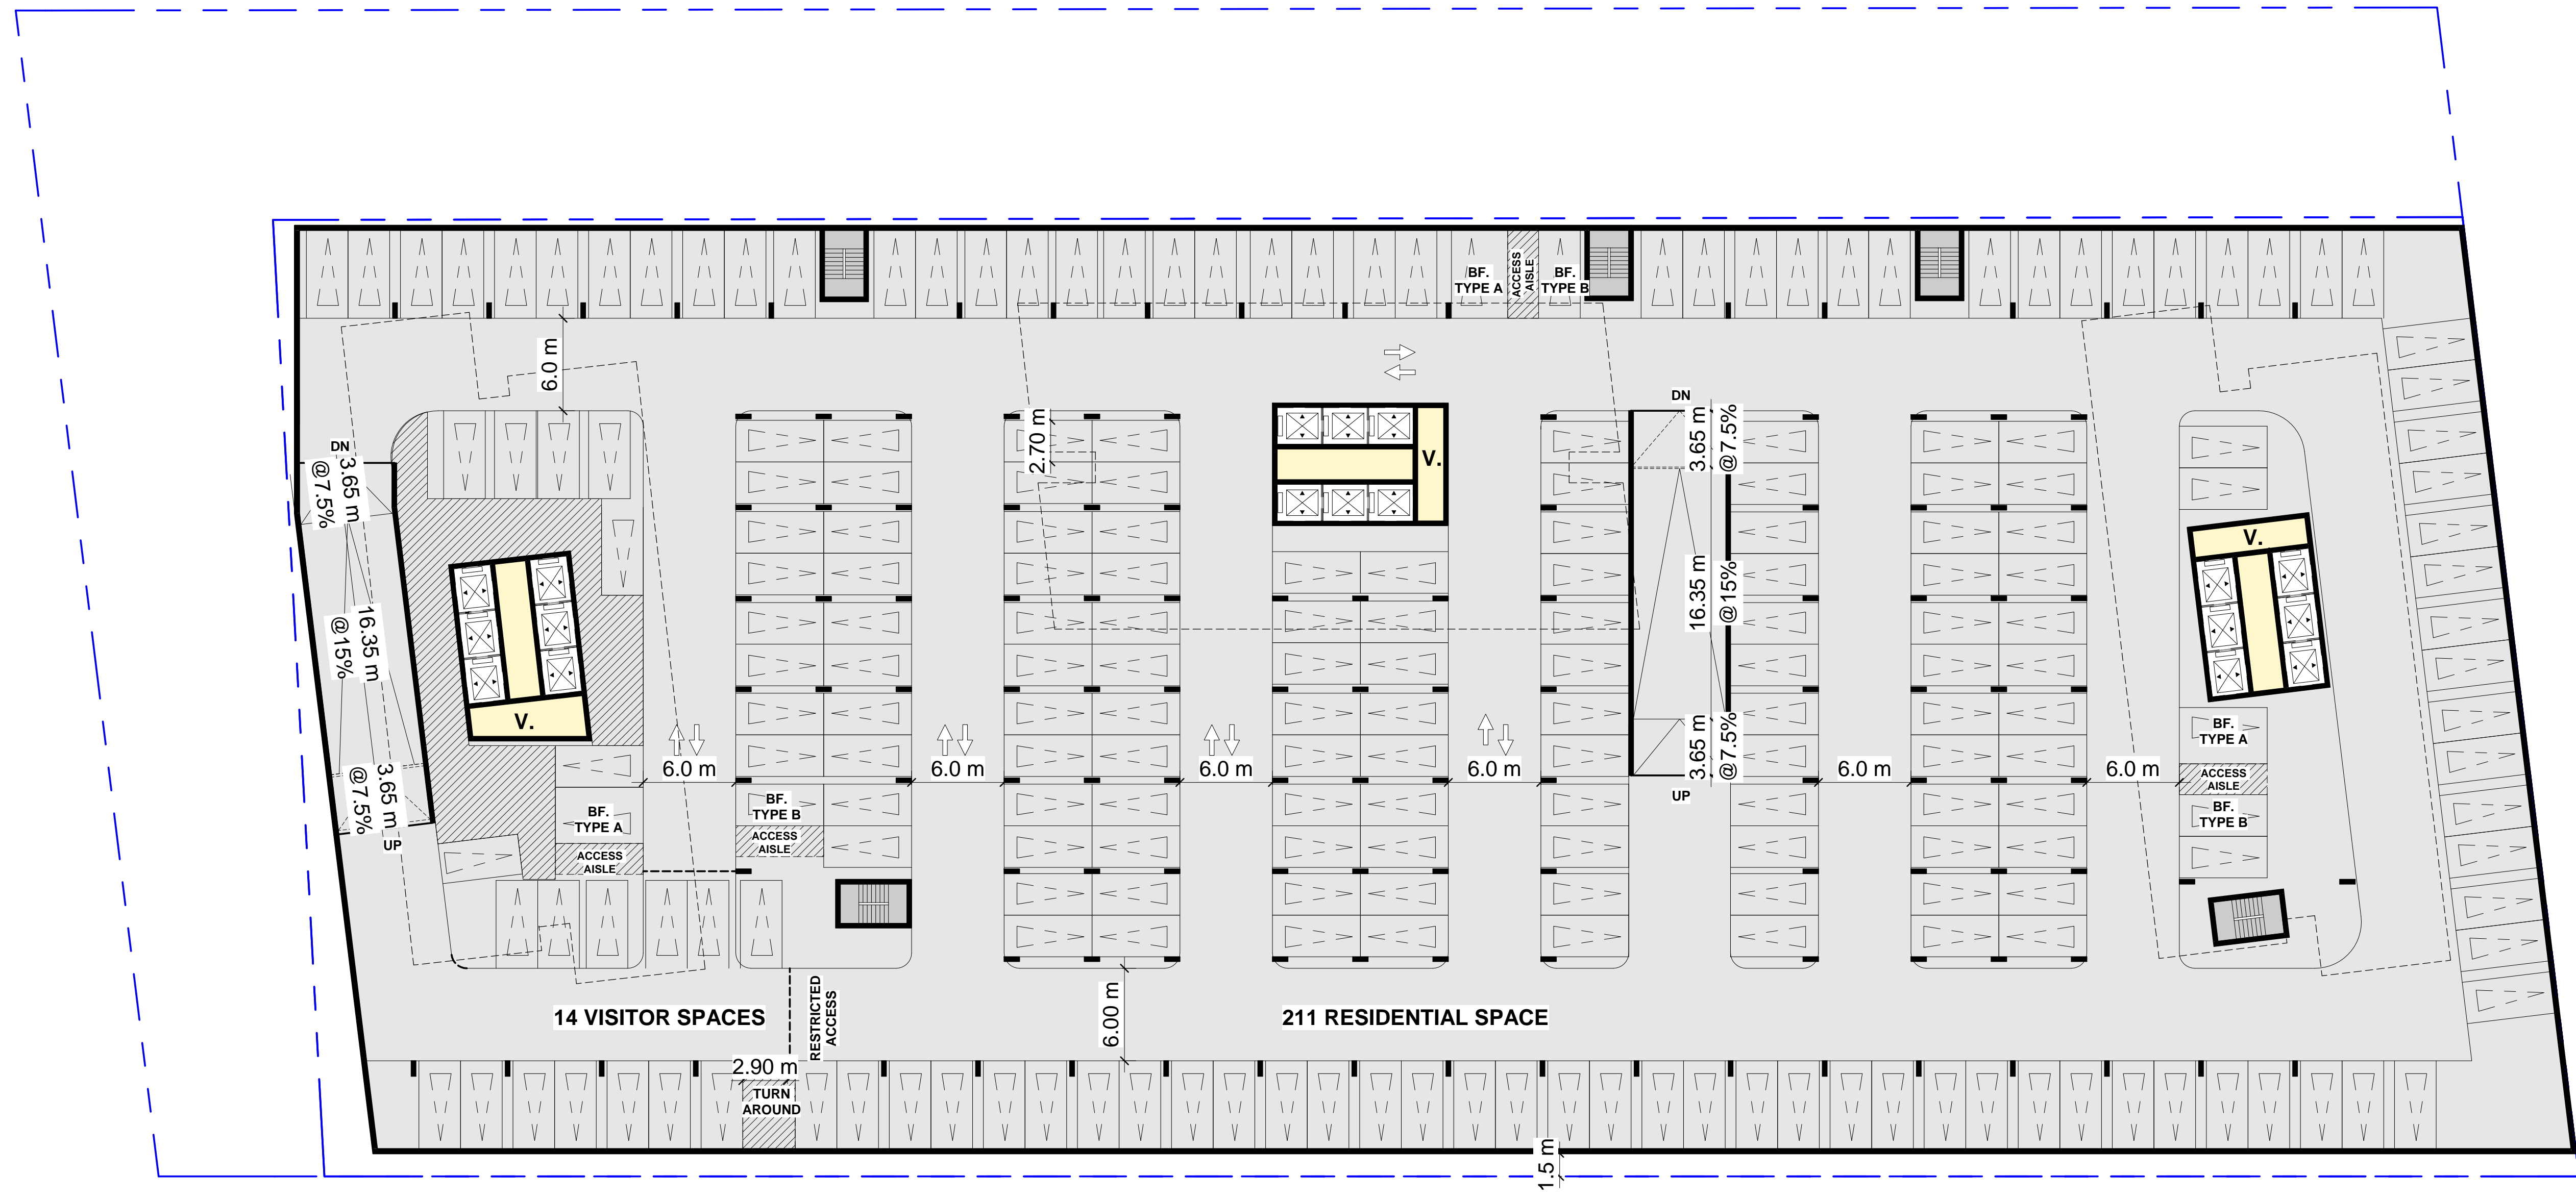 BF.
TYPE A
ACCESS
AISLE
BF.
TYPE B
6.0 m
DN
3.65 m
@7.5%
2.70 m
V.
DN
3.65 m
@7.5%
V.
16.35 m
@15%
16.35 m
@15%
V.
3.65 m
@7.5%
UP
6.0 m
6.0 m
6.0 m
6.0 m
3.65 m
@7.5%
UP
6.0 m
6.0 m
BF.
TYPE A
ACCESS
AISLE
BF.
TYPE B
BF.
TYPE A
ACCESS
AISLE
BF.
TYPE B
ACCESS
AISLE
14 VISITOR SPACES
RESTRICTED
ACCESS
6.00 m
211 RESIDENTIAL SPACE
2.90 m
TURN
AROUND
1.5 m